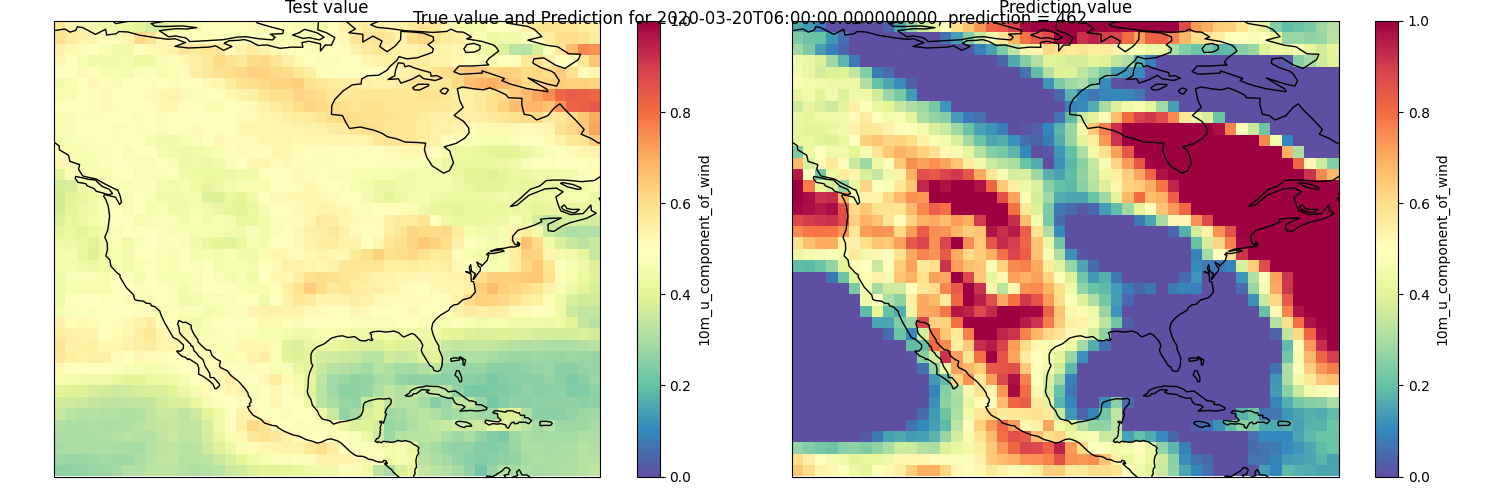 Test value
Prediction value
True value and Prediction for 2020-03-20T06:00:00.000000000, prediction = 462
1.0
0.8
0.6
0.4
0.2
0.0
10m_u_component_of_wind
1.0
0.8
0.6
0.4
0.2
0.0
10m_u_component_of_wind